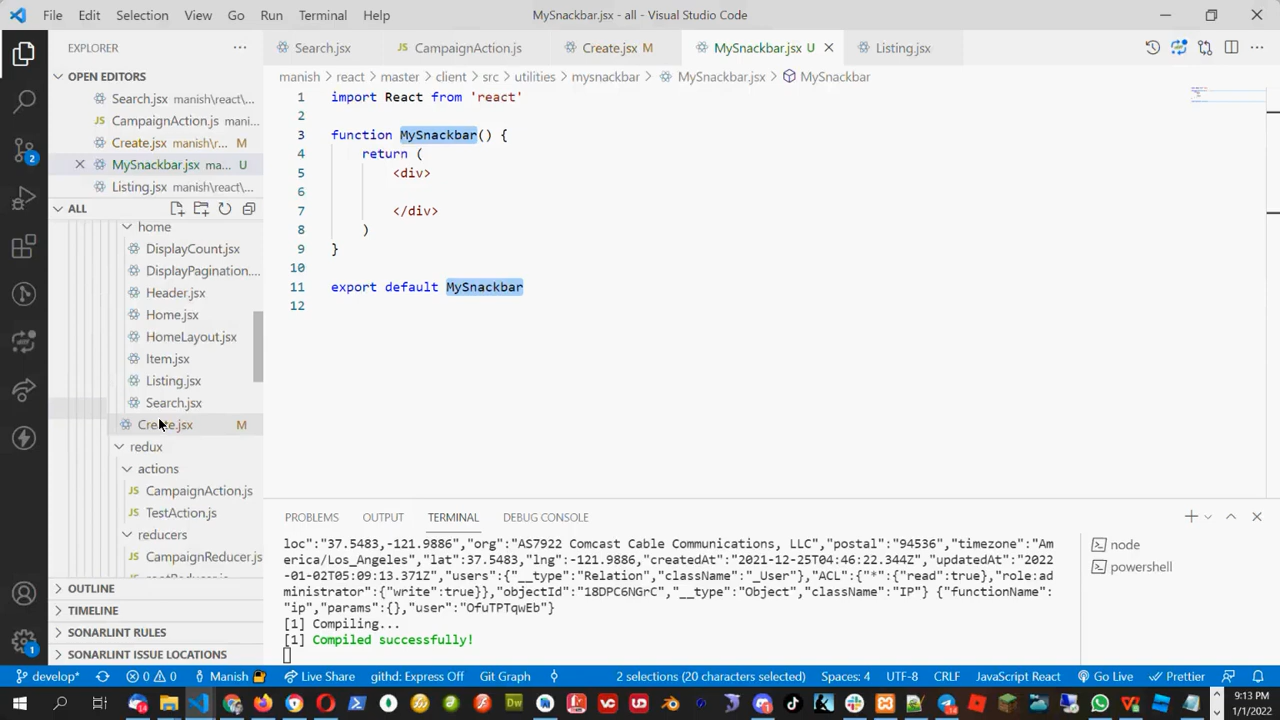 File Edit Selection View Go Run Terminal Help MySnackbar.jsx - all - Visual Studio Code
EXPLORER
OPEN EDITORS
Search.jsx manish\react\...
CampaignAction.js mani...
Create.jsx manish\r... M
MySnackbar.jsx ma... U
Listing.jsx manish\react\...
ALL
home
DisplayCount.jsx
DisplayPagination....
Header.jsx
Home.jsx
HomeLayout.jsx
Item.jsx
Listing.jsx
Search.jsx
Create.jsx M
redux
actions
CampaignAction.js
TestAction.js
reducers
CampaignReducer.js
OUTLINE
TIMELINE
SONARLINT RULES
SONARLINT ISSUE LOCATIONS
2
1
Search.jsx CampaignAction.js Create.jsx M MySnackbar.jsx U Listing.jsx
manish > react > master > client > src > utilities > mysnackbar > MySnackbar.jsx > MySnackbar
1 import React from 'react'
2
3 function MySnackbar() {
4 return (
5 <div>
6
7 </div>
8 )
9 }
10
11 export default MySnackbar
12
PROBLEMS OUTPUT TERMINAL DEBUG CONSOLE
loc":"37.5483,-121.9886","org":"AS7922 Comcast Cable Communications, LLC","postal":"94536","timezone":"Am
erica/Los_Angeles","lat":37.5483,"lng":-121.9886,"createdAt":"2021-12-25T04:46:22.344Z","updatedAt":"2022
-01-02T05:09:13.371Z","users":{"__type":"Relation","className":"_User"},"ACL":{"*":{"read":true},"role:ad
ministrator":{"write":true}},"objectId":"18DPC6NGrC","__type":"Object","className":"IP"} {"functionName":
"ip","params":{},"user":"OfuTPTqwEb"}
[1] Compiling...
[1] Compiled successfully!
node
powershell
develop* 0 0 Manish Live Share githd: Express Off Git Graph 2 selections (20 characters selected) Spaces: 4 UTF-8 CRLF JavaScript React Go Live Prettier
9:13 PM
1/1/2022